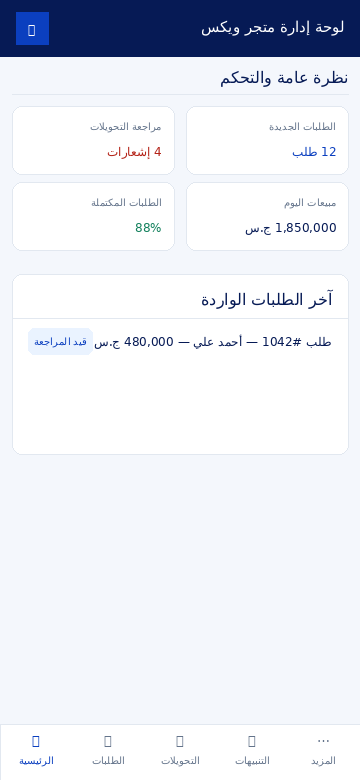 لوحة إدارة متجر ويكس
نظرة عامة والتحكم
الطلبات الجديدة
12 طلب
مراجعة التحويلات
4 إشعارات
مبيعات اليوم
1,850,000 ج.س
الطلبات المكتملة
88%
آخر الطلبات الواردة
طلب #1042 — أحمد علي — 480,000 ج.س
قيد المراجعة
المزيد
التنبيهات
التحويلات
الطلبات
الرئيسية